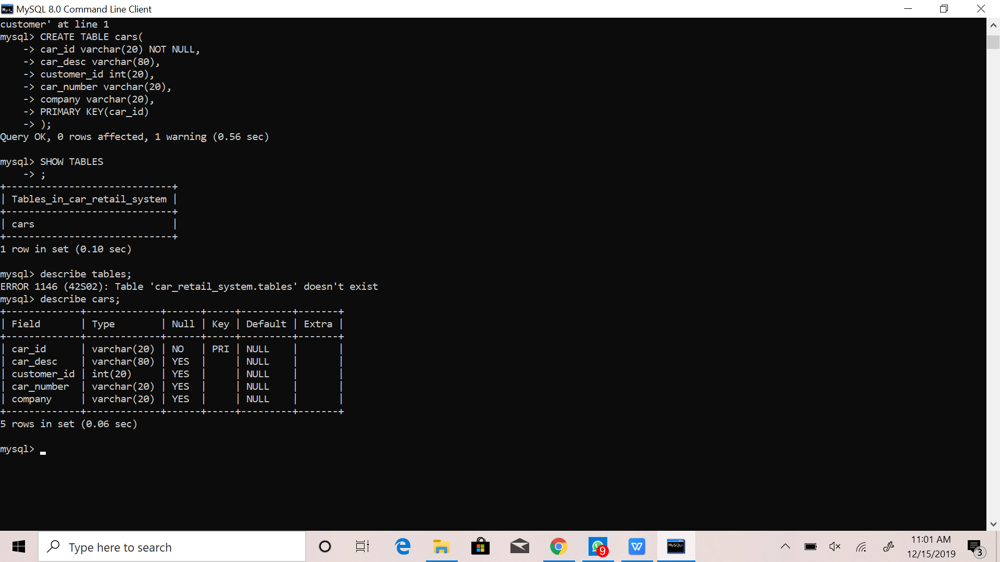 MySQL 8.0 Command Line Client
customer' at line 1
mysql> CREATE TABLE cars(
    -> car_id varchar(20) NOT NULL,
    -> car_desc varchar(80),
    -> customer_id int(20),
    -> car_number varchar(20),
    -> company varchar(20),
    -> PRIMARY KEY(car_id)
    -> );
Query OK, 0 rows affected, 1 warning (0.56 sec)
mysql> SHOW TABLES
    -> ;
+-----------------------------+
| Tables_in_car_retail_system |
+-----------------------------+
| cars                        |
+-----------------------------+
1 row in set (0.10 sec)
mysql> describe tables;
ERROR 1146 (42S02): Table 'car_retail_system.tables' doesn't exist
mysql> describe cars;
+-------------+-------------+------+-----+---------+-------+
| Field       | Type        | Null | Key | Default | Extra |
+-------------+-------------+------+-----+---------+-------+
| car_id      | varchar(20) | NO   | PRI | NULL    |       |
| car_desc    | varchar(80) | YES  |     | NULL    |       |
| customer_id | int(20)     | YES  |     | NULL    |       |
| car_number  | varchar(20) | YES  |     | NULL    |       |
| company     | varchar(20) | YES  |     | NULL    |       |
+-------------+-------------+------+-----+---------+-------+
5 rows in set (0.06 sec)
mysql>
Type here to search
9
W
MySQL
11:01 AM
12/15/2019
3